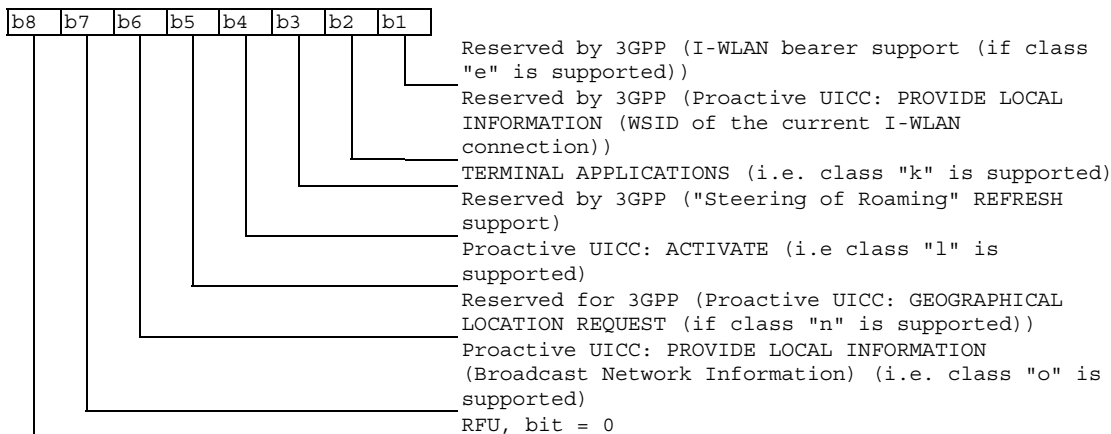 b8 b7 b6 b5 b4 b3 b2 b1
Reserved by 3GPP (I-WLAN bearer support (if class
"e" is supported))
Reserved by 3GPP (Proactive UICC: PROVIDE LOCAL
INFORMATION (WSID of the current I-WLAN
connection))
TERMINAL APPLICATIONS (i.e. class "k" is supported)
Reserved by 3GPP ("Steering of Roaming" REFRESH
support)
Proactive UICC: ACTIVATE (i.e class "l" is
supported)
Reserved for 3GPP (Proactive UICC: GEOGRAPHICAL
LOCATION REQUEST (if class "n" is supported))
Proactive UICC: PROVIDE LOCAL INFORMATION
(Broadcast Network Information) (i.e. class "o" is
supported)
RFU, bit = 0